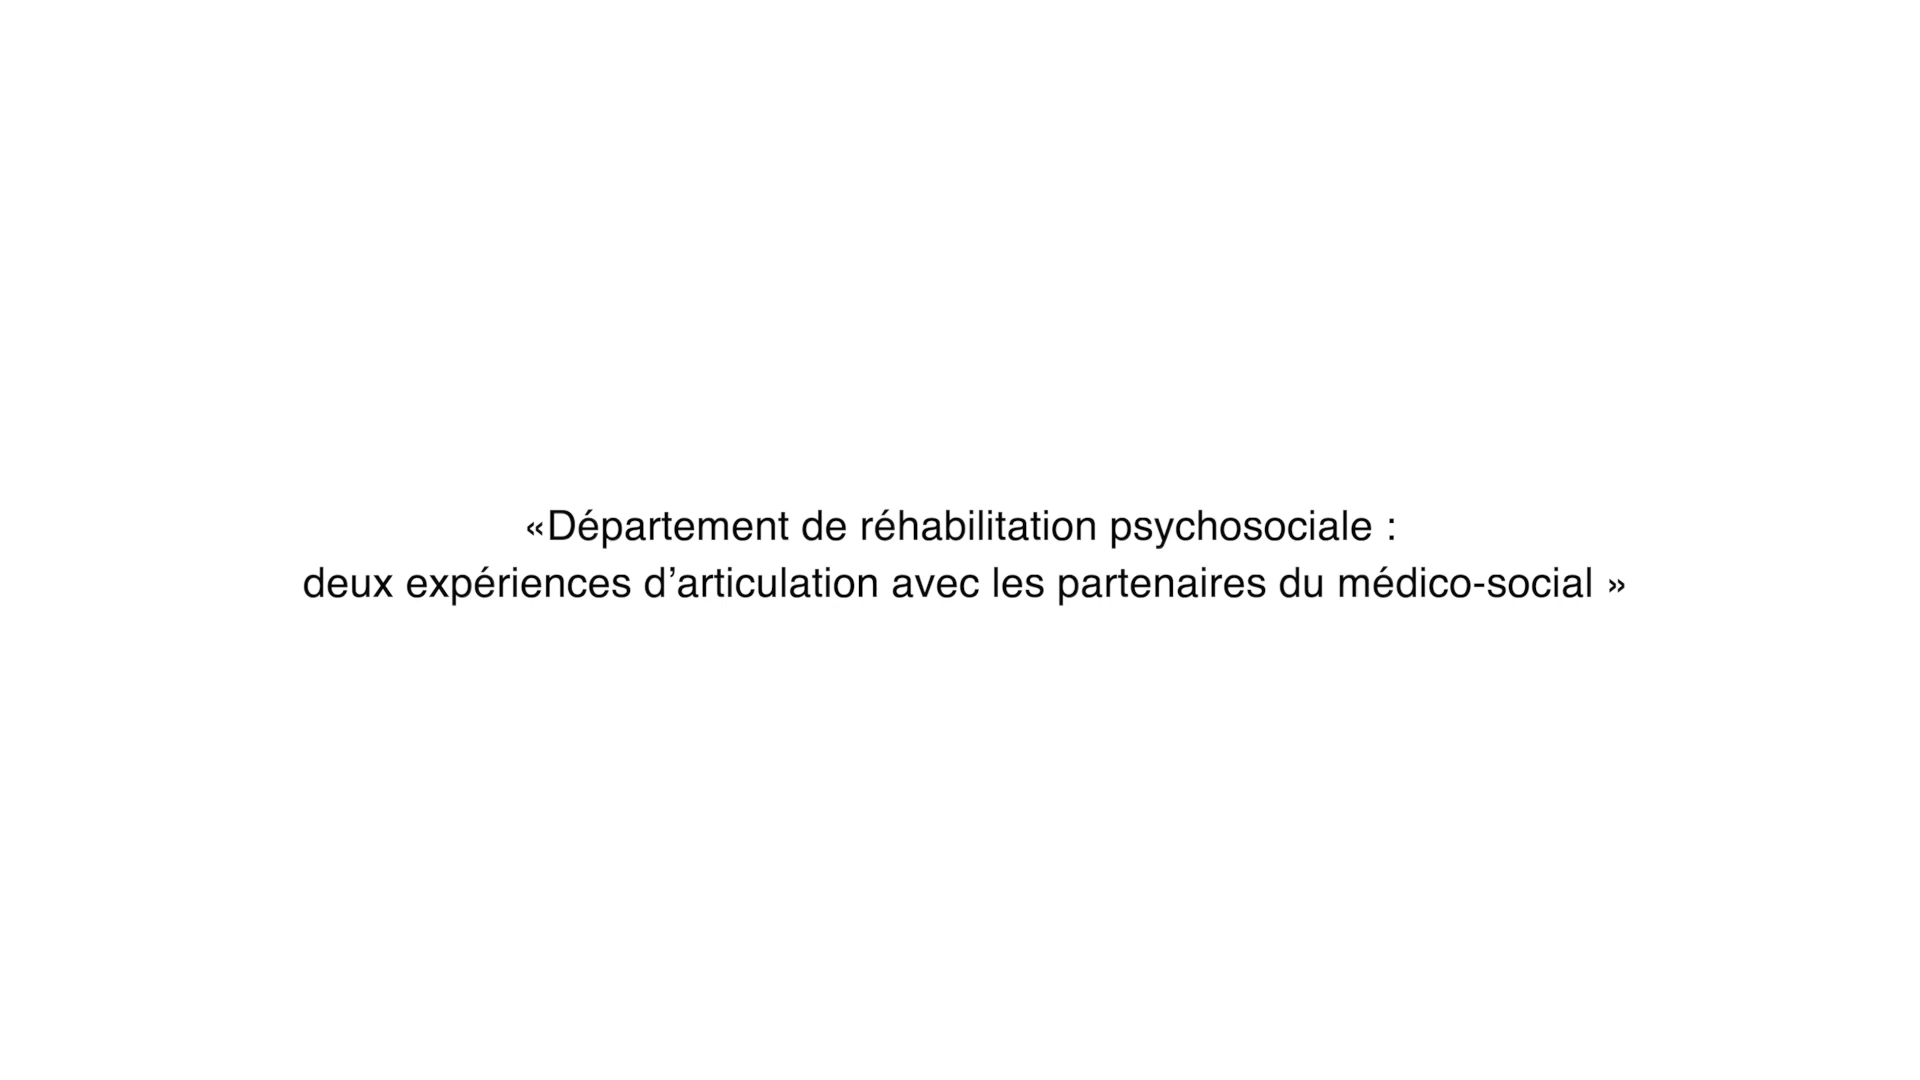 «Département de réhabilitation psychosociale :
deux expériences d’articulation avec les partenaires du médico-social »